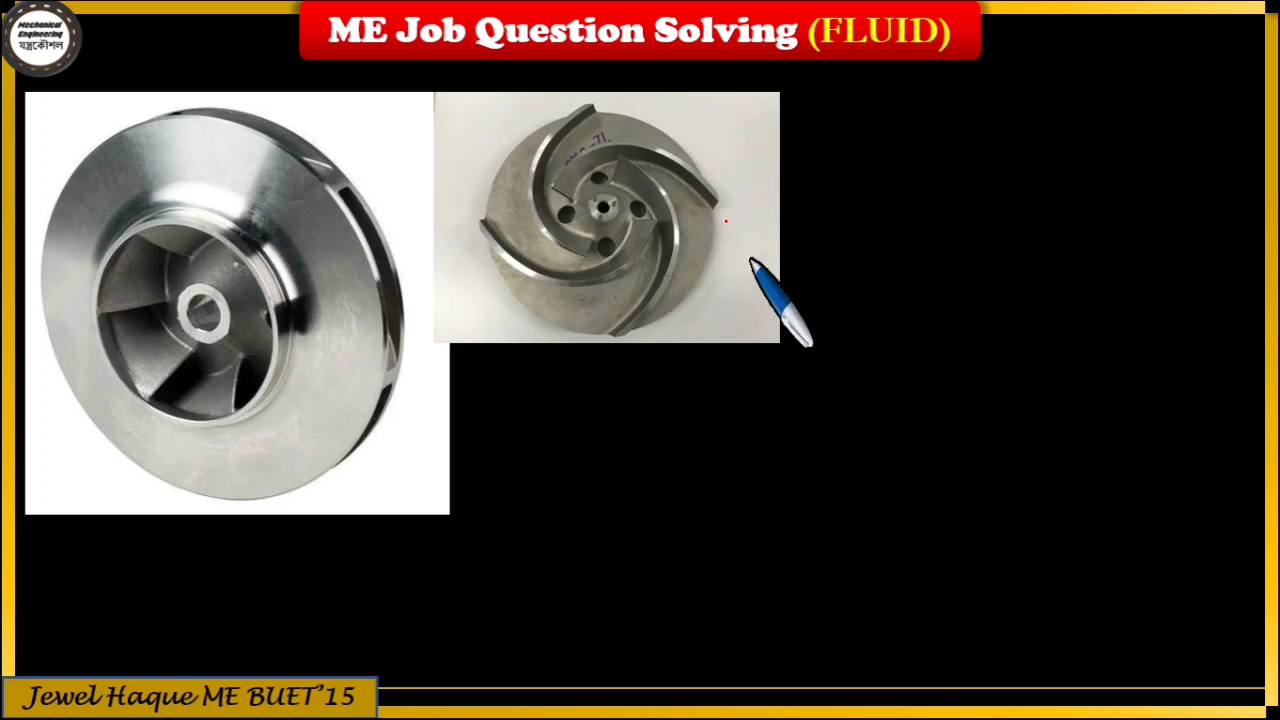 Mechanical
Engineering
যন্ত্রকৌশল
ME Job Question Solving (FLUID)
Jewel Haque ME BUET'15